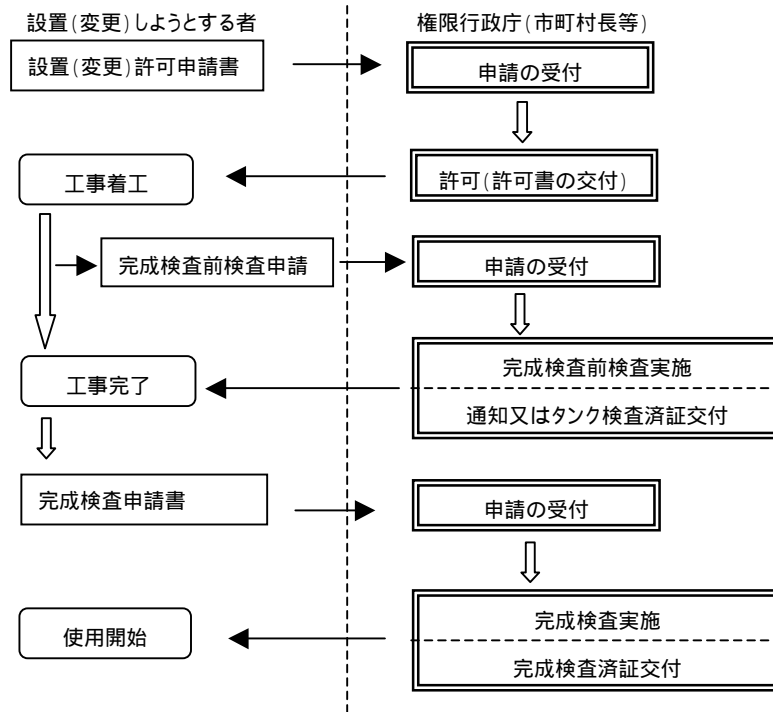 設置(変更)しようとする者
権限行政庁(市町村長等)
設置(変更)許可申請書
申請の受付
工事着工
許可(許可書の交付)
完成検査前検査申請
申請の受付
工事完了
完成検査前検査実施
通知又はタンク検査済証交付
完成検査申請書
申請の受付
使用開始
完成検査実施
完成検査済証交付